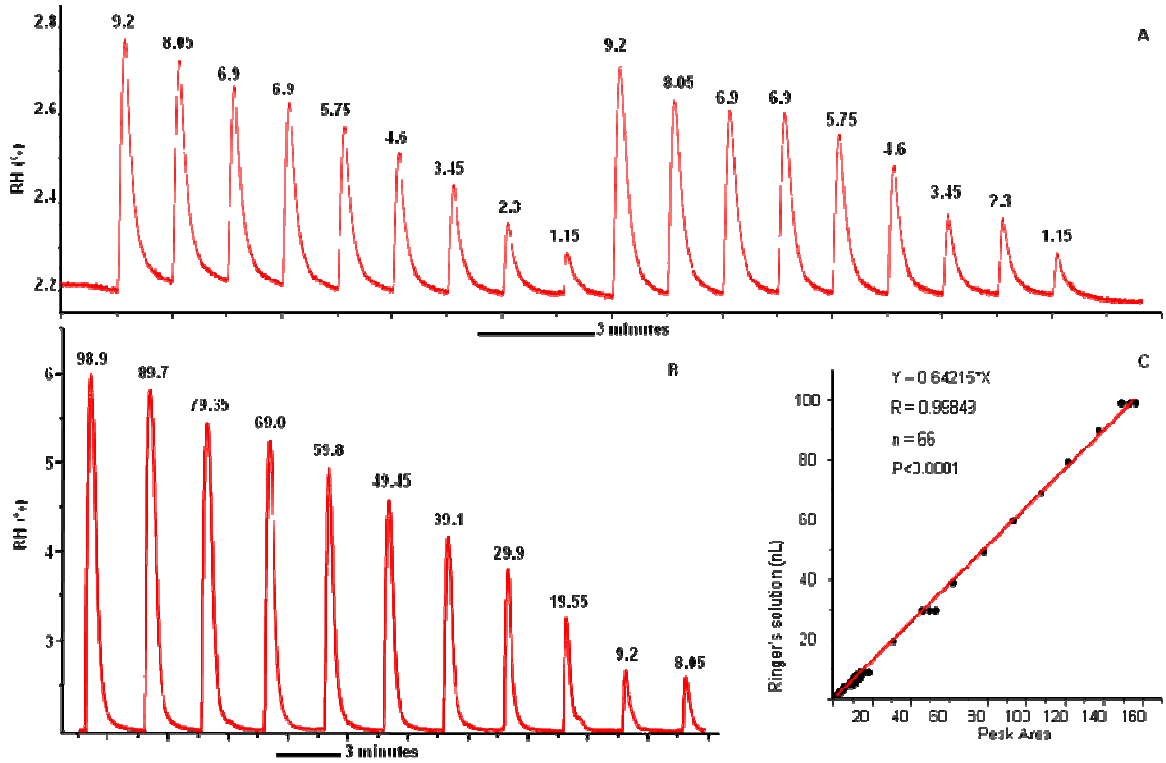 A
2.8
2.6
2.4
2.2
RH (%)
9.2 8.05 6.9 6.9 5.75 4.6 3.45 2.3 1.15 9.2 8.05 6.9 6.9 5.75 4.6 3.45 2.3 1.15
3 minutes
B
6
5
4
3
RH (%)
98.9 89.7 79.35 69.0 59.8 49.45 39.1 29.9 19.55 9.2 8.05
3 minutes
C
Y = 0.64215*X
R = 0.99849
n = 66
P<0.0001
100
80
60
40
20
Ringer's solution (nL)
20 40 60 80 100 120 140 160
Peak Area